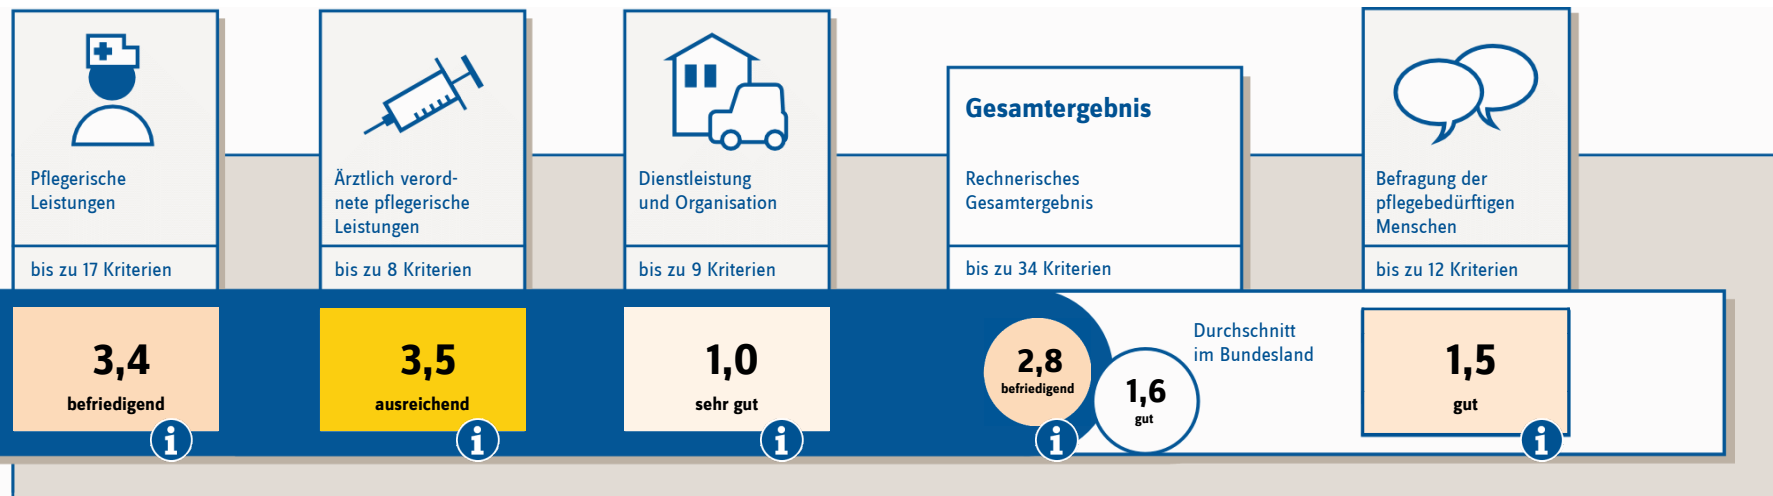 Pflegerische
Leistungen
bis zu 17 Kriterien
3,4
befriedigend
i
Ärztlich verord-
nete pflegerische
Leistungen
bis zu 8 Kriterien
3,5
ausreichend
i
Dienstleistung
und Organisation
bis zu 9 Kriterien
1,0
sehr gut
i
Gesamtergebnis
Rechnerisches
Gesamtergebnis
bis zu 34 Kriterien
2,8
befriedigend
i
Durchschnitt
im Bundesland
1,6
gut
Befragung der
pflegebedürftigen
Menschen
bis zu 12 Kriterien
1,5
gut
i